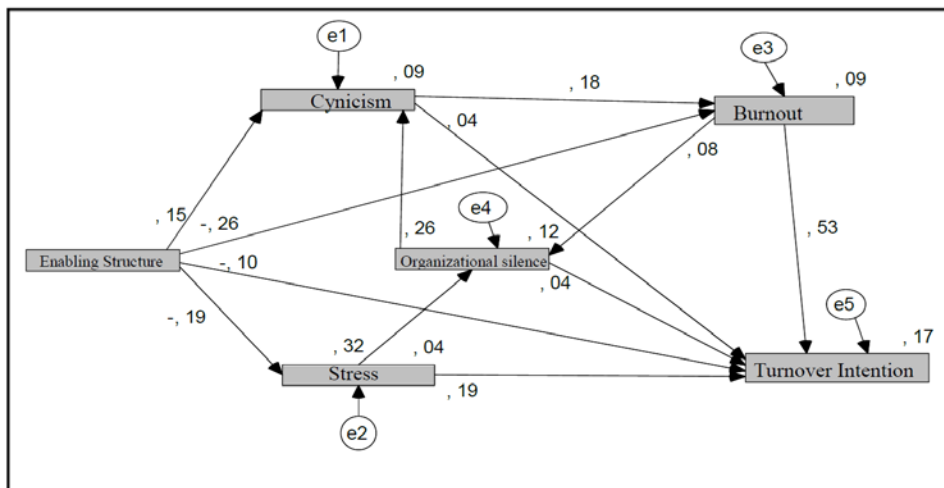 e1
e3
, 09
, 09
Cynicism
, 18
Burnout
, 04
, 08
e4
, 15
-, 26
, 26
, 12
, 53
Enabling Structure
-, 10
Organizational silence
, 04
e5
-, 19
, 32
, 04
, 17
Stress
, 19
Turnover Intention
e2